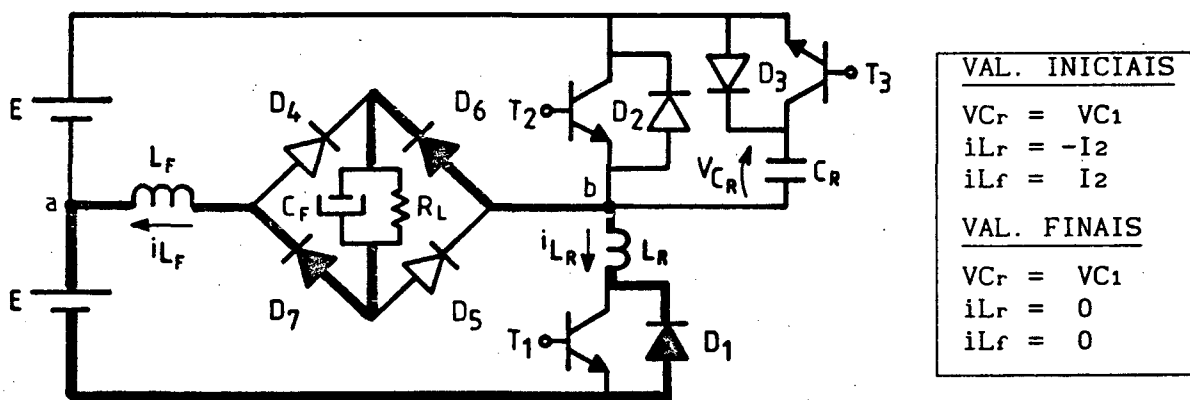 E
E
a
LF
iLF
D4
D6
CF
RL
D7
D5
T2
D2
b
iLR
LR
T1
D1
D3
T3
VCR
CR
VAL. INICIAIS
VCr = VC1
iLr = -I2
iLf = I2
VAL. FINAIS
VCr = VC1
iLr = 0
iLf = 0